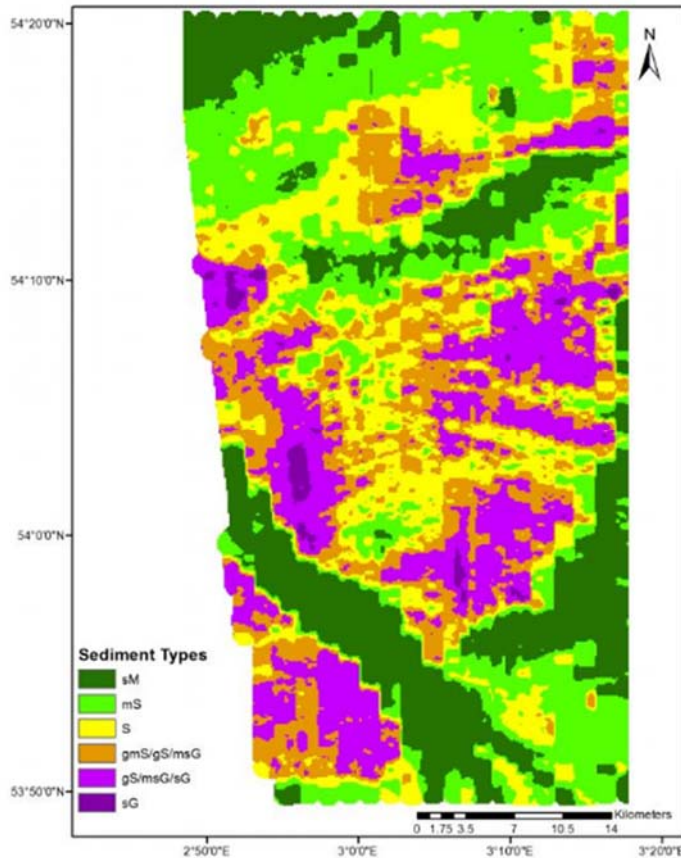 54°20'0"N
N
54°10'0"N
54°0'0"N
Sediment Types
sM
mS
S
gmS/gS/msG
gS/msG/sG
sG
53°50'0"N
Kilometers
0 1.75 3.5 7 10.5 14
2°50'0"E 3°0'0"E 3°10'0"E 3°20'0"E